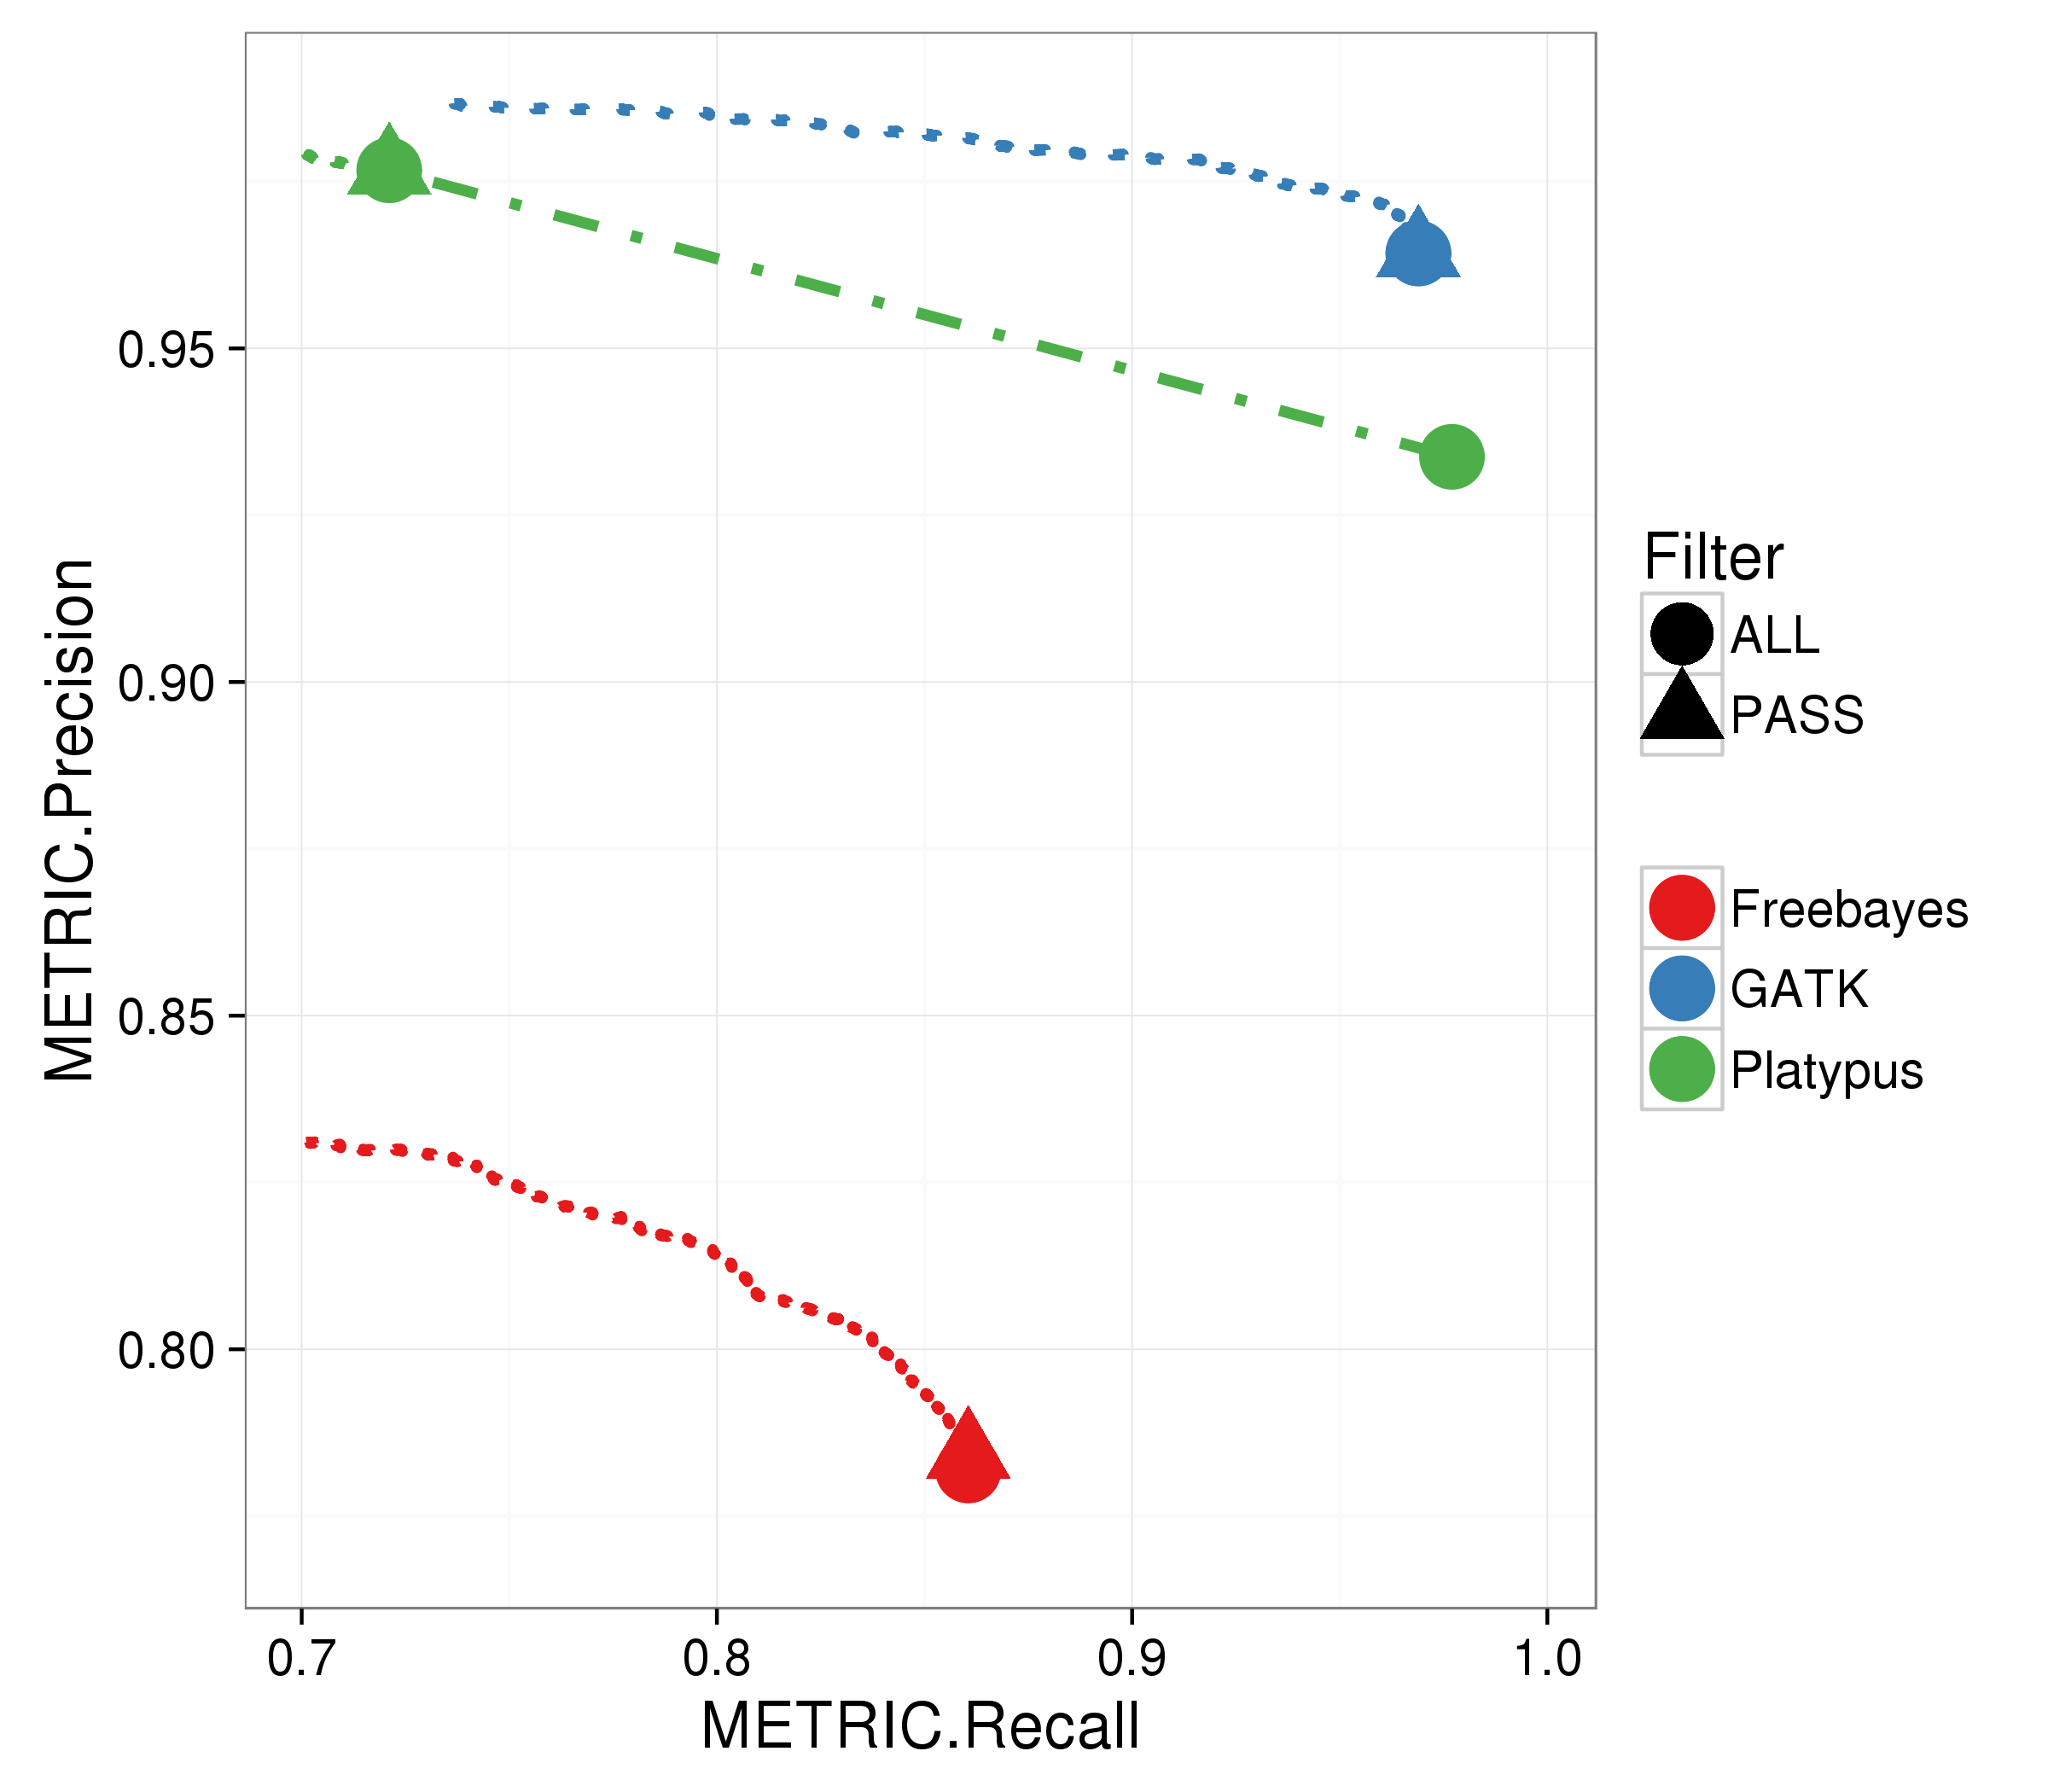 METRIC.Precision
0.95
0.90
0.85
0.80
0.7
0.8
0.9
1.0
METRIC.Recall
Filter
ALL
PASS
Freebayes
GATK
Platypus